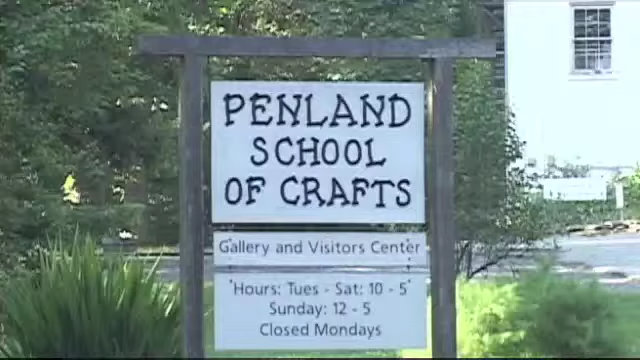 PENLAND
SCHOOL
OF CRAFTS
Gallery and Visitors Center
Hours: Tues - Sat: 10 - 5
Sunday: 12 - 5
Closed Mondays